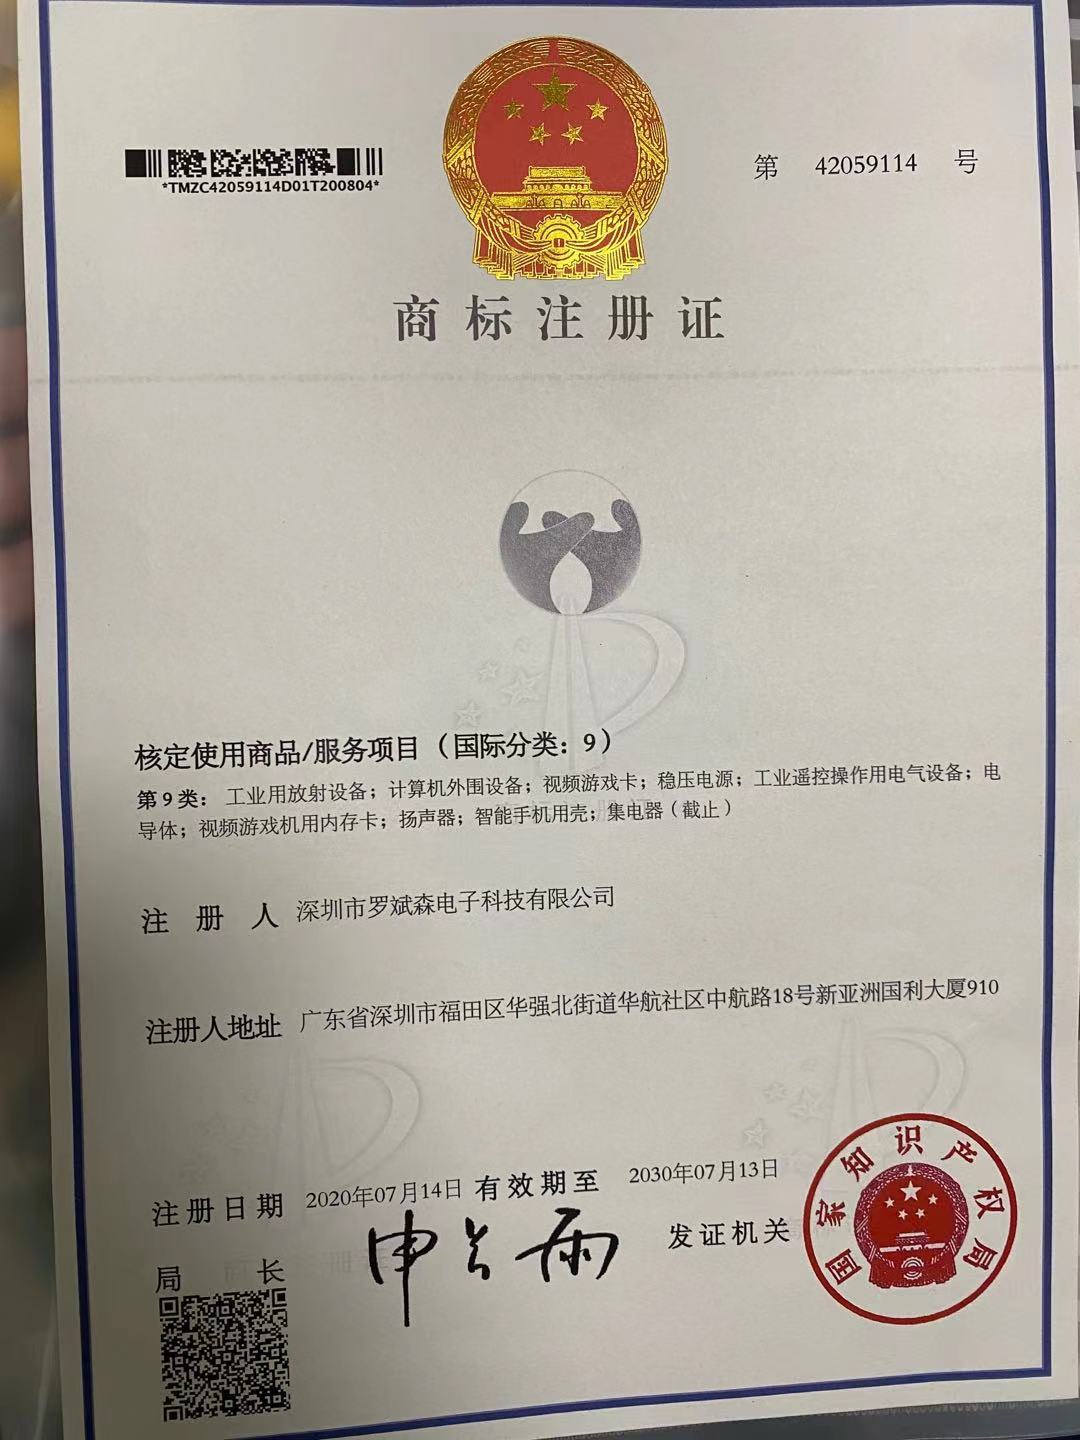 *TMZC42059114D01T200804*
第 42059114 号
商标注册证
核定使用商品/服务项目（国际分类：9）
第9类：工业用放射设备；计算机外围设备；视频游戏卡；稳压电源；工业遥控操作用电气设备；电
导体；视频游戏机用内存卡；扬声器；智能手机用壳；集电器（截止）
注册人 深圳市罗斌森电子科技有限公司
注册人地址 广东省深圳市福田区华强北街道华航社区中航路18号新亚洲国利大厦910
注册日期 2020年07月14日 有效期至 2030年07月13日
局长 申长雨 发证机关
国家知识产权局